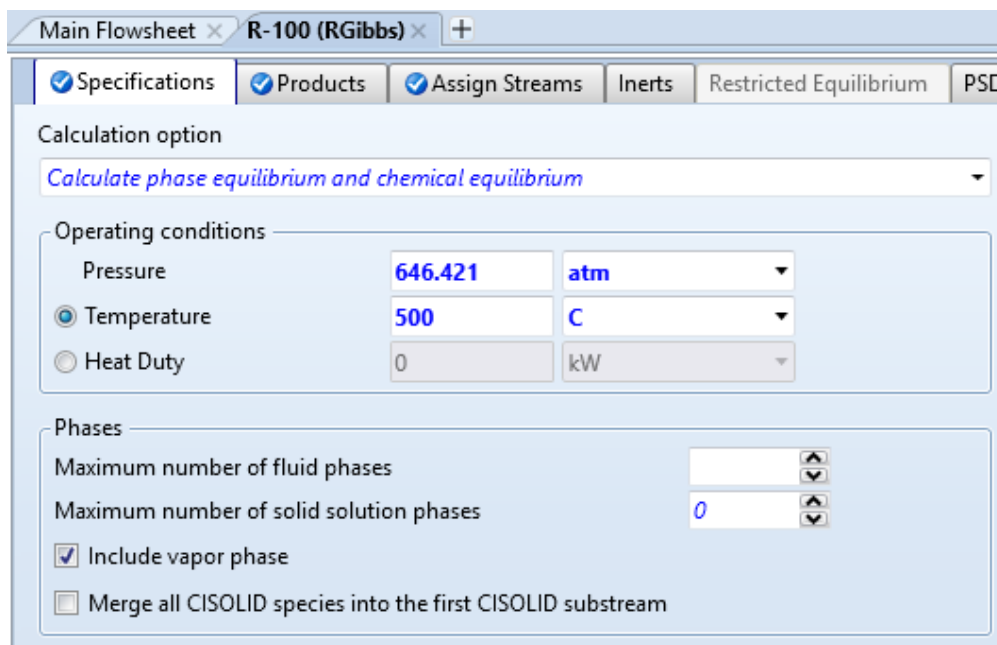 Main Flowsheet × R-100 (RGibbs) × +
Specifications Products Assign Streams Inerts Restricted Equilibrium PSD
Calculation option
Calculate phase equilibrium and chemical equilibrium
Operating conditions
Pressure 646.421 atm
Temperature 500 C
Heat Duty 0 kW
Phases
Maximum number of fluid phases
Maximum number of solid solution phases 0
Include vapor phase
Merge all CISOLID species into the first CISOLID substream